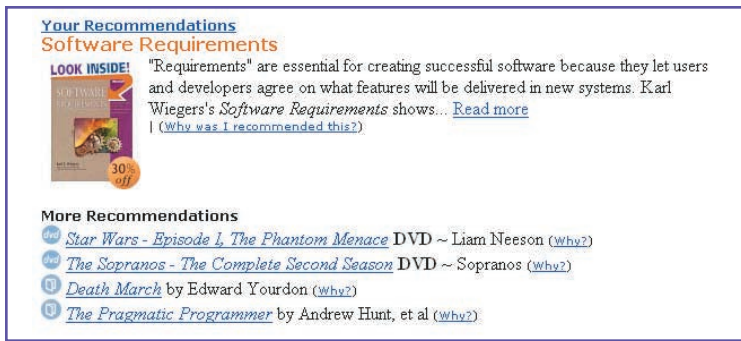 Your Recommendations
Software Requirements
LOOK INSIDE!
"Requirements" are essential for creating successful software because they let users
and developers agree on what features will be delivered in new systems. Karl
Wiegers's Software Requirements shows... Read more
| (Why was I recommended this?)
SOFTWARE
REQUIREMENTS
30%
off
More Recommendations
dvd Star Wars - Episode I, The Phantom Menace DVD ~ Liam Neeson (Why?)
dvd The Sopranos - The Complete Second Season DVD ~ Sopranos (Why?)
Death March by Edward Yourdon (Why?)
The Pragmatic Programmer by Andrew Hunt, et al (Why?)